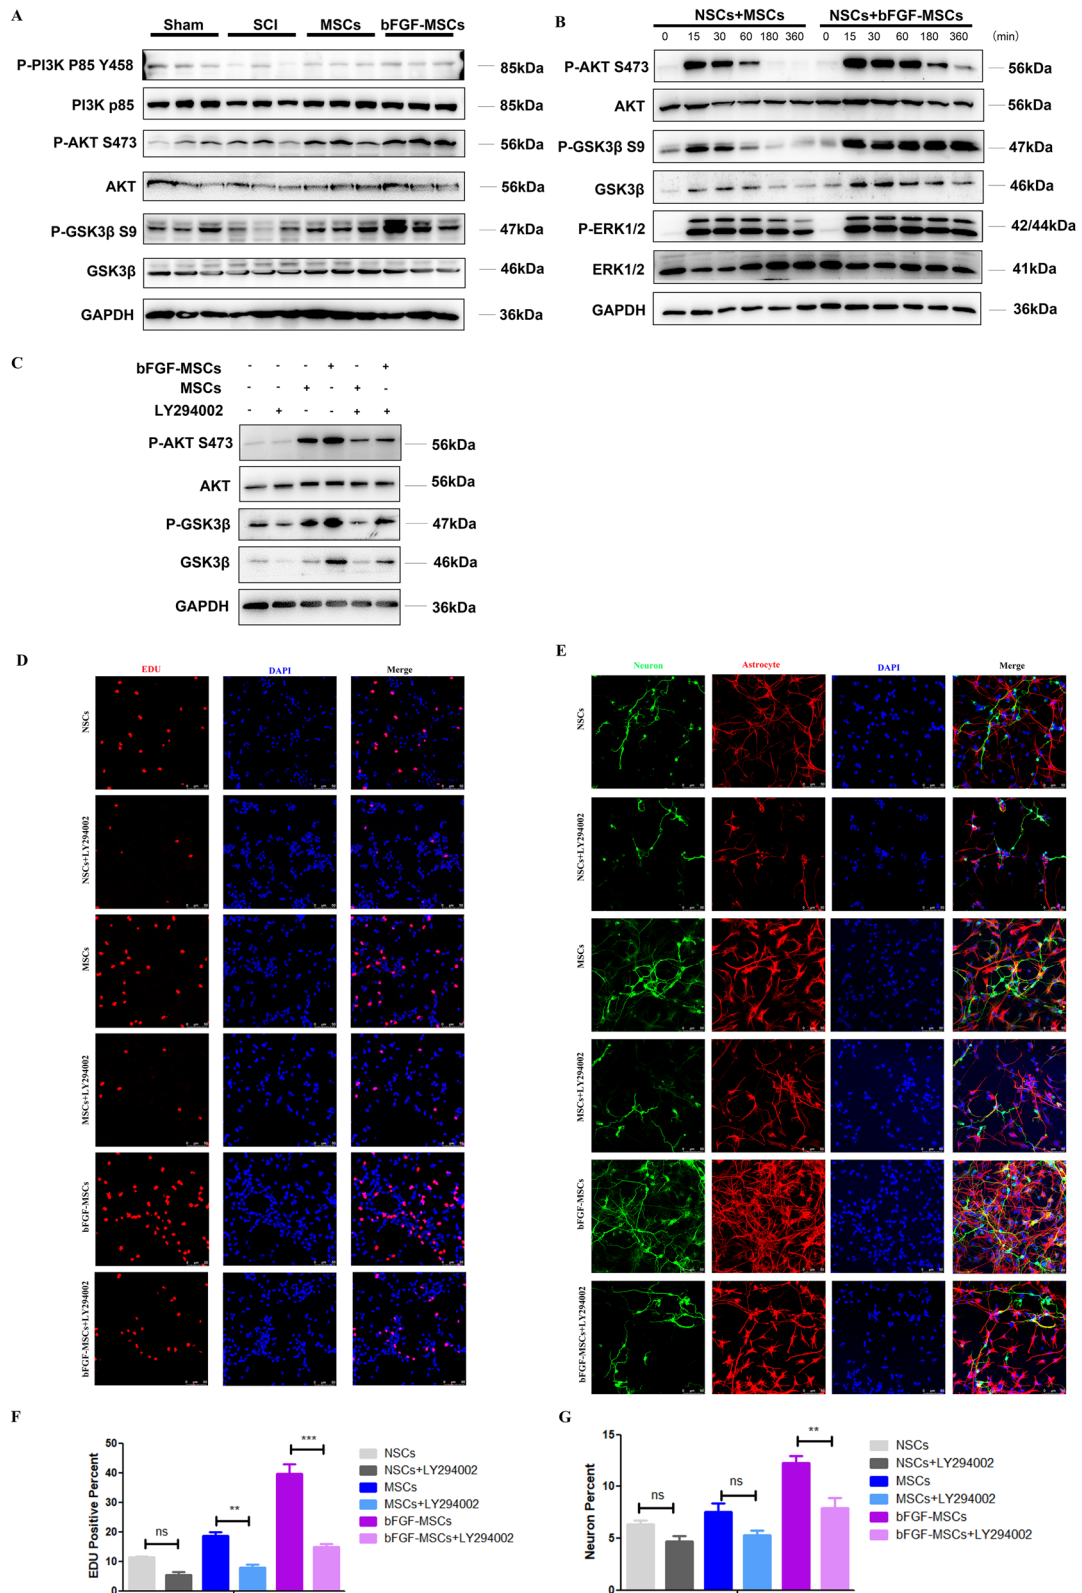 A
Sham SCI MSCs bFGF-MSCs
P-PI3K P85 Y458 85kDa
PI3K p85 85kDa
P-AKT S473 56kDa
AKT 56kDa
P-GSK3β S9 47kDa
GSK3β 46kDa
GAPDH 36kDa
B
NSCs+MSCs NSCs+bFGF-MSCs
0 15 30 60 180 360 0 15 30 60 180 360 (min)
P-AKT S473 56kDa
AKT 56kDa
P-GSK3β S9 47kDa
GSK3β 46kDa
P-ERK1/2 42/44kDa
ERK1/2 41kDa
GAPDH 36kDa
C
bFGF-MSCs - - - + - +
MSCs - - + - + -
LY294002 - + - - + +
P-AKT S473 56kDa
AKT 56kDa
P-GSK3β 47kDa
GSK3β 46kDa
GAPDH 36kDa
D
EDU DAPI Merge
NSCs
NSCs+LY294002
MSCs
MSCs+LY294002
bFGF-MSCs
bFGF-MSCs+LY294002
E
Neuron Astrocyte DAPI Merge
NSCs
NSCs+LY294002
MSCs
MSCs+LY294002
bFGF-MSCs
bFGF-MSCs+LY294002
F
EDU Positive Percent
50
40
30
20
10
0
ns
**
***
NSCs
NSCs+LY294002
MSCs
MSCs+LY294002
bFGF-MSCs
bFGF-MSCs+LY294002
G
Neuron Percent
15
10
5
0
ns
ns
**
NSCs
NSCs+LY294002
MSCs
MSCs+LY294002
bFGF-MSCs
bFGF-MSCs+LY294002